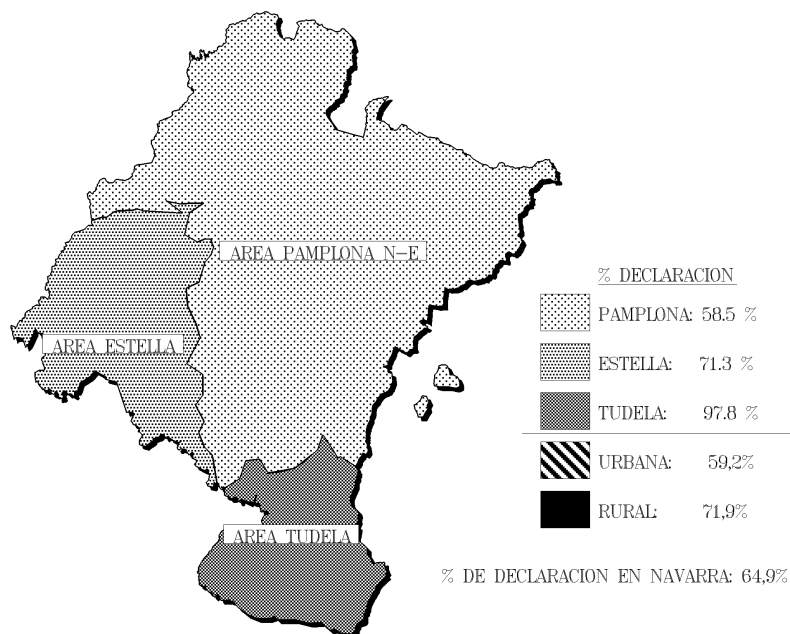 AREA PAMPLONA N-E
AREA ESTELLA
AREA TUDELA
% DECLARACION
PAMPLONA: 58.5 %
ESTELLA: 71.3 %
TUDELA: 97.8 %
URBANA: 59,2%
RURAL: 71,9%
% DE DECLARACION EN NAVARRA: 64,9%